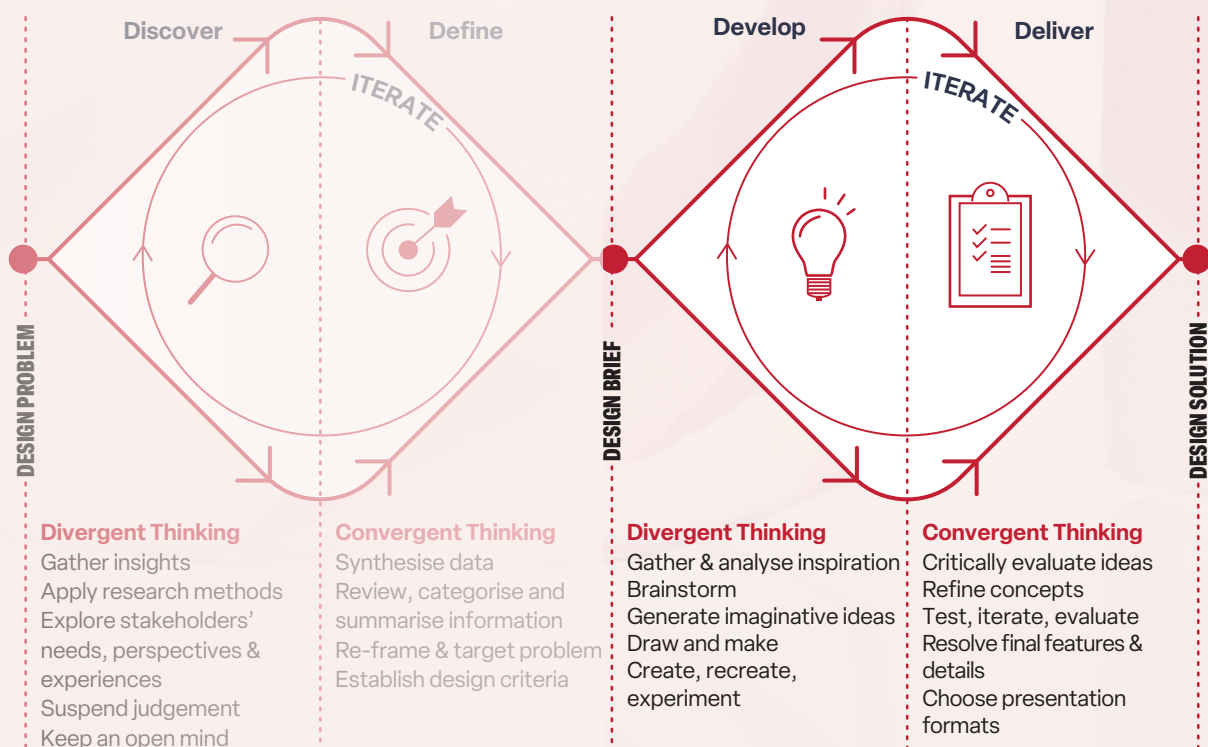 Discover
Define
Develop
Deliver
ITERATE
ITERATE
DESIGN PROBLEM
DESIGN BRIEF
DESIGN SOLUTION
Divergent Thinking
Gather insights
Apply research methods
Explore stakeholders’
needs, perspectives &
experiences
Suspend judgement
Keep an open mind
Convergent Thinking
Synthesise data
Review, categorise and
summarise information
Re-frame & target problem
Establish design criteria
Divergent Thinking
Gather & analyse inspiration
Brainstorm
Generate imaginative ideas
Draw and make
Create, recreate,
experiment
Convergent Thinking
Critically evaluate ideas
Refine concepts
Test, iterate, evaluate
Resolve final features &
details
Choose presentation
formats